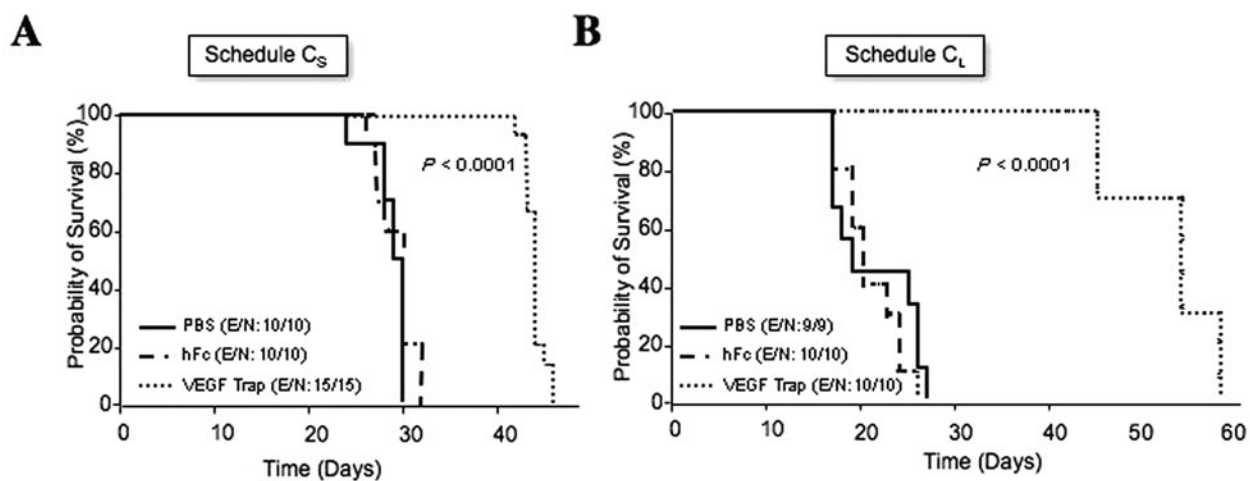 A
Schedule CS
Probability of Survival (%)
100
80
60
40
20
0
P < 0.0001
PBS (E/N: 10/10)
hFc (E/N: 10/10)
VEGF Trap (E/N: 15/15)
0 20 30 40
Time (Days)
B
Schedule CL
Probability of Survival (%)
100
80
60
40
20
0
P < 0.0001
PBS (E/N: 9/9)
hFc (E/N: 10/10)
VEGF Trap (E/N: 10/10)
0 10 20 30 40 50 60
Time (Days)